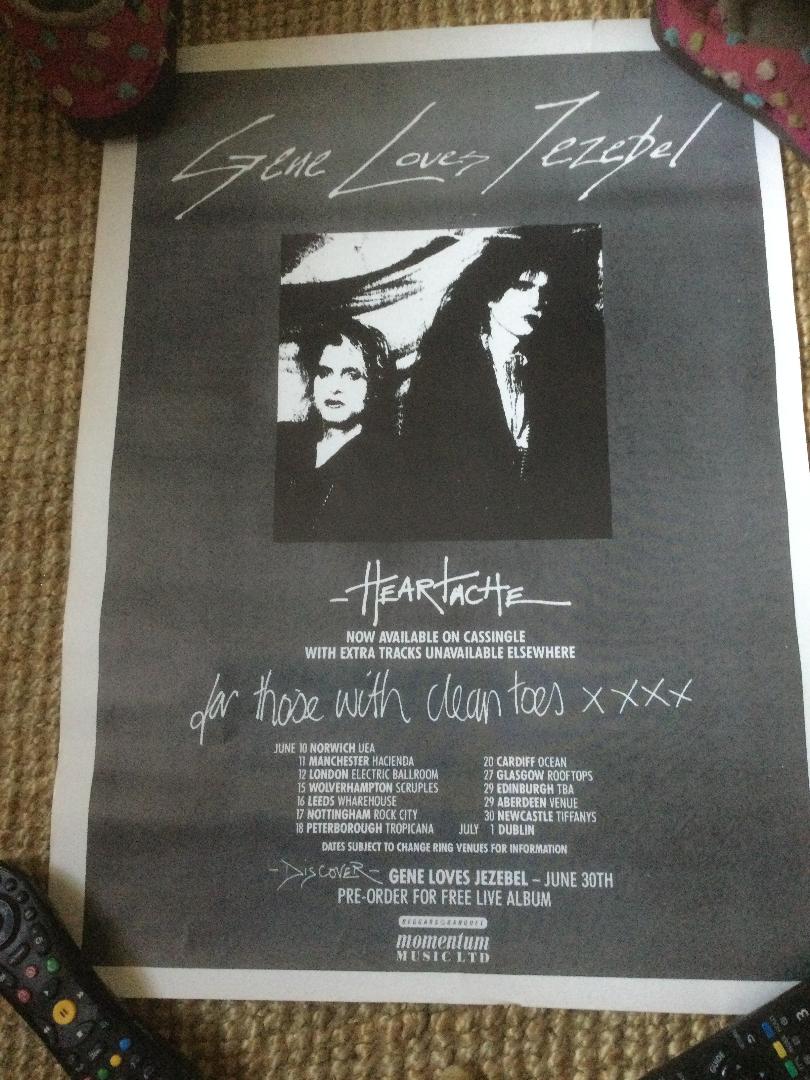 Gene Loves Jezebel
HEARTACHE
NOW AVAILABLE ON CASSINGLE
WITH EXTRA TRACKS UNAVAILABLE ELSEWHERE
for those with clean toes xxxx
JUNE 10 NORWICH UEA
11 MANCHESTER HACIENDA
12 LONDON ELECTRIC BALLROOM
15 WOLVERHAMPTON SCRUPLES
16 LEEDS WHAREHOUSE
17 NOTTINGHAM ROCK CITY
18 PETERBOROUGH TROPICANA
20 CARDIFF OCEAN
27 GLASGOW ROOFTOPS
29 EDINBURGH TBA
29 ABERDEEN VENUE
30 NEWCASTLE TIFFANYS
JULY 1 DUBLIN
DATES SUBJECT TO CHANGE RING VENUES FOR INFORMATION
-DISCOVER- GENE LOVES JEZEBEL – JUNE 30TH
PRE-ORDER FOR FREE LIVE ALBUM
BEGGARS BANQUET
momentum
MUSIC LTD
GUIDE